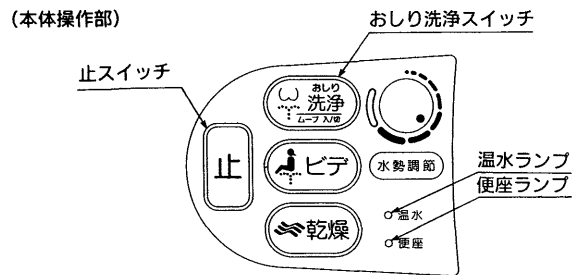 (本体操作部)
おしり洗浄スイッチ
止スイッチ
おしり
洗浄
ムーブ 入/切
止
ビデ
水勢調節
温水ランプ
便座ランプ
温水
乾燥
便座